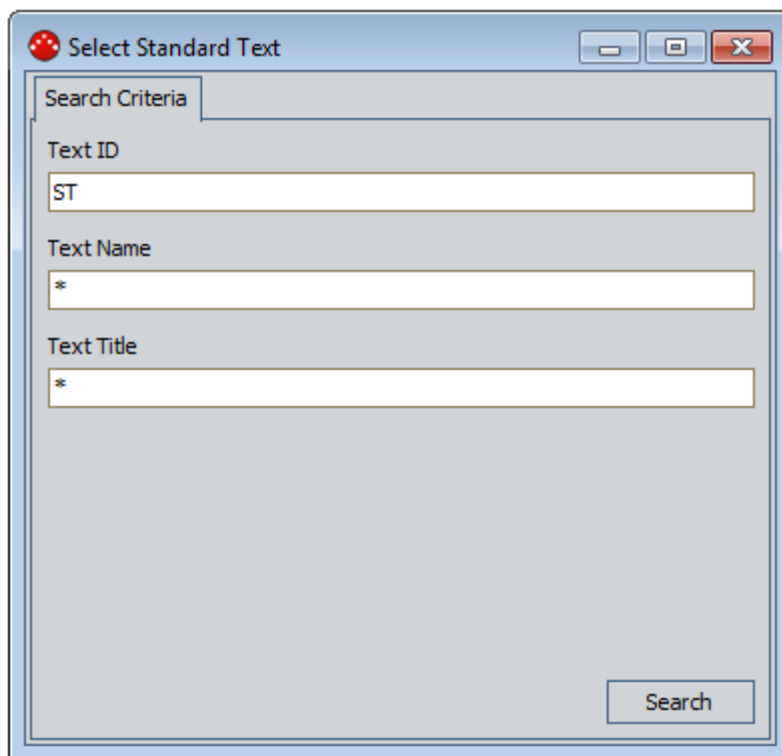 Select Standard Text
Search Criteria
Text ID
ST
Text Name
*
Text Title
*
Search